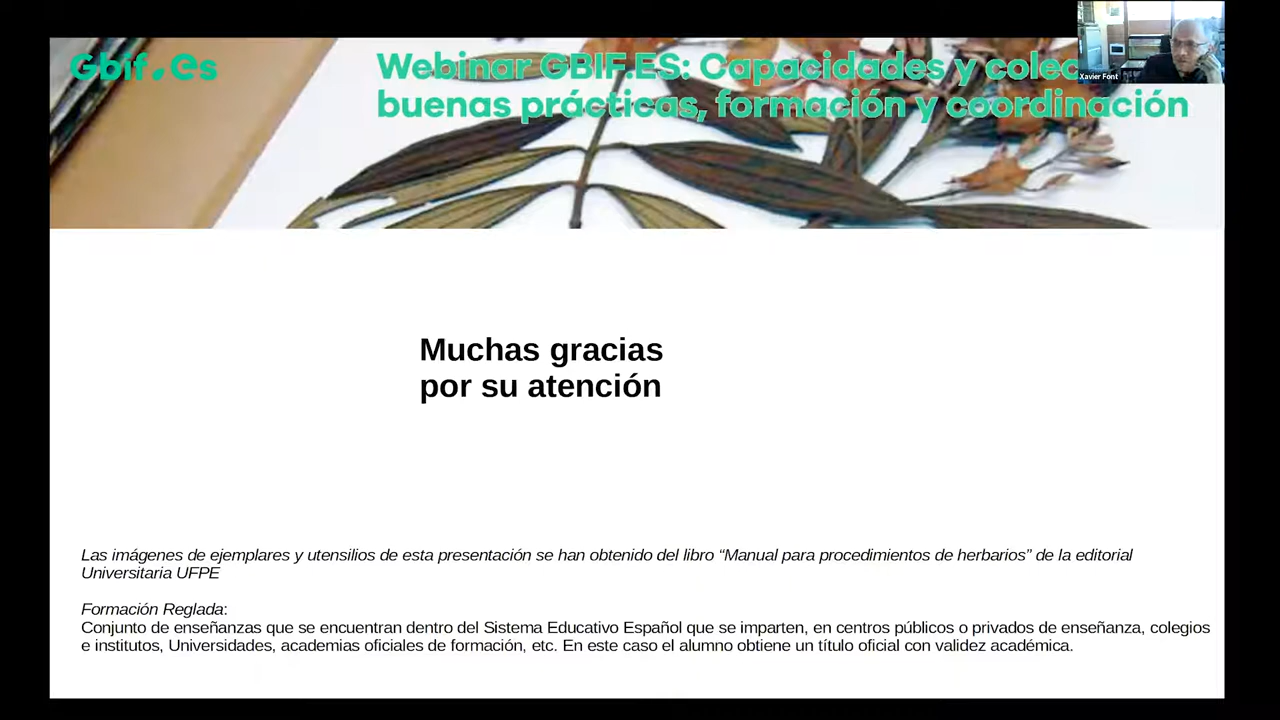 Gbif.es
Webinar GBIF.ES: Capacidades y colec
buenas prácticas, formación y coordinación
Xavier Font
Muchas gracias
por su atención
Las imágenes de ejemplares y utensilios de esta presentación se han obtenido del libro “Manual para procedimientos de herbarios” de la editorial
Universitaria UFPE
Formación Reglada:
Conjunto de enseñanzas que se encuentran dentro del Sistema Educativo Español que se imparten, en centros públicos o privados de enseñanza, colegios
e institutos, Universidades, academias oficiales de formación, etc. En este caso el alumno obtiene un título oficial con validez académica.